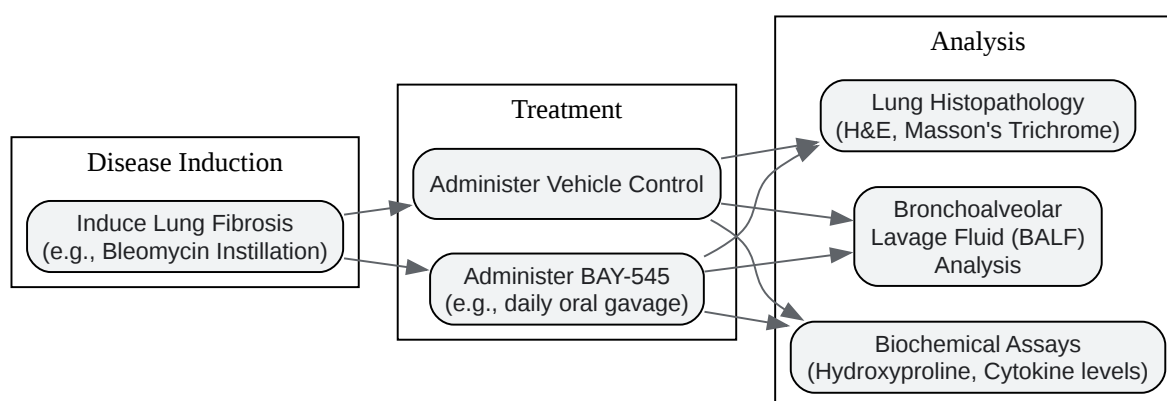 Disease Induction
Induce Lung Fibrosis
(e.g., Bleomycin Instillation)
Treatment
Administer Vehicle Control
Administer BAY-545
(e.g., daily oral gavage)
Analysis
Lung Histopathology
(H&E, Masson's Trichrome)
Bronchoalveolar
Lavage Fluid (BALF)
Analysis
Biochemical Assays
(Hydroxyproline, Cytokine levels)